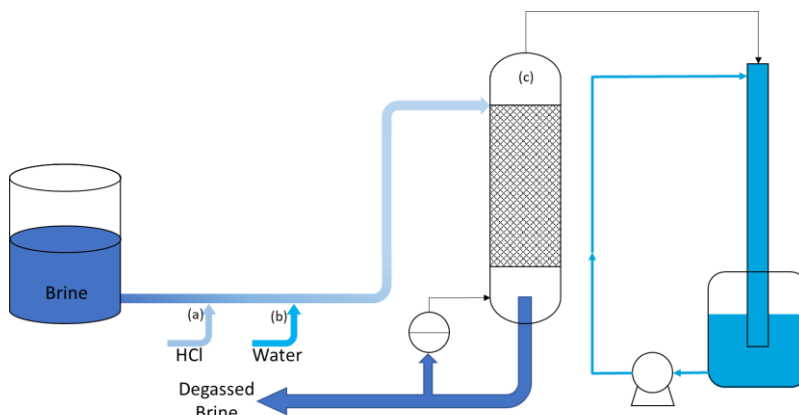 (c)
Brine
(a)
(b)
HCl
Water
Degassed
Brine